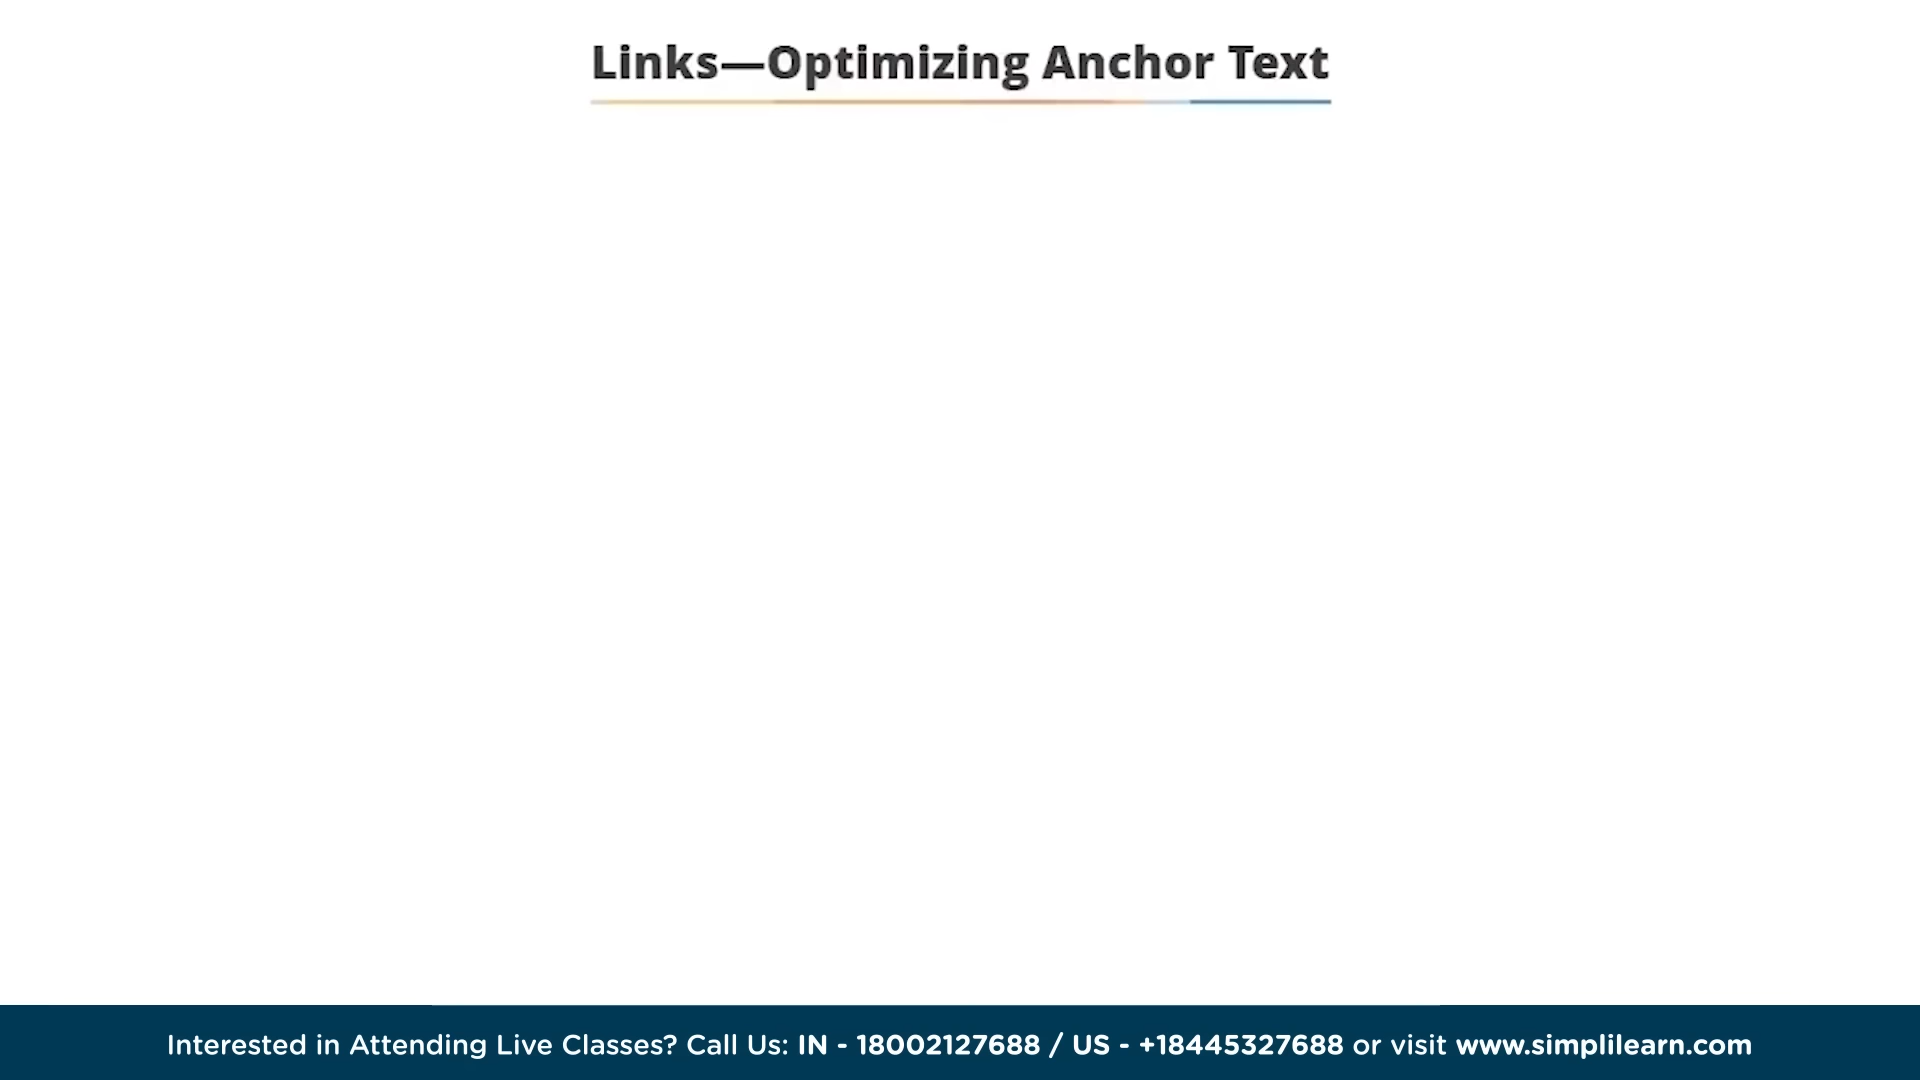 Links—Optimizing Anchor Text
Interested in Attending Live Classes? Call Us: IN - 18002127688 / US - +18445327688 or visit www.simplilearn.com